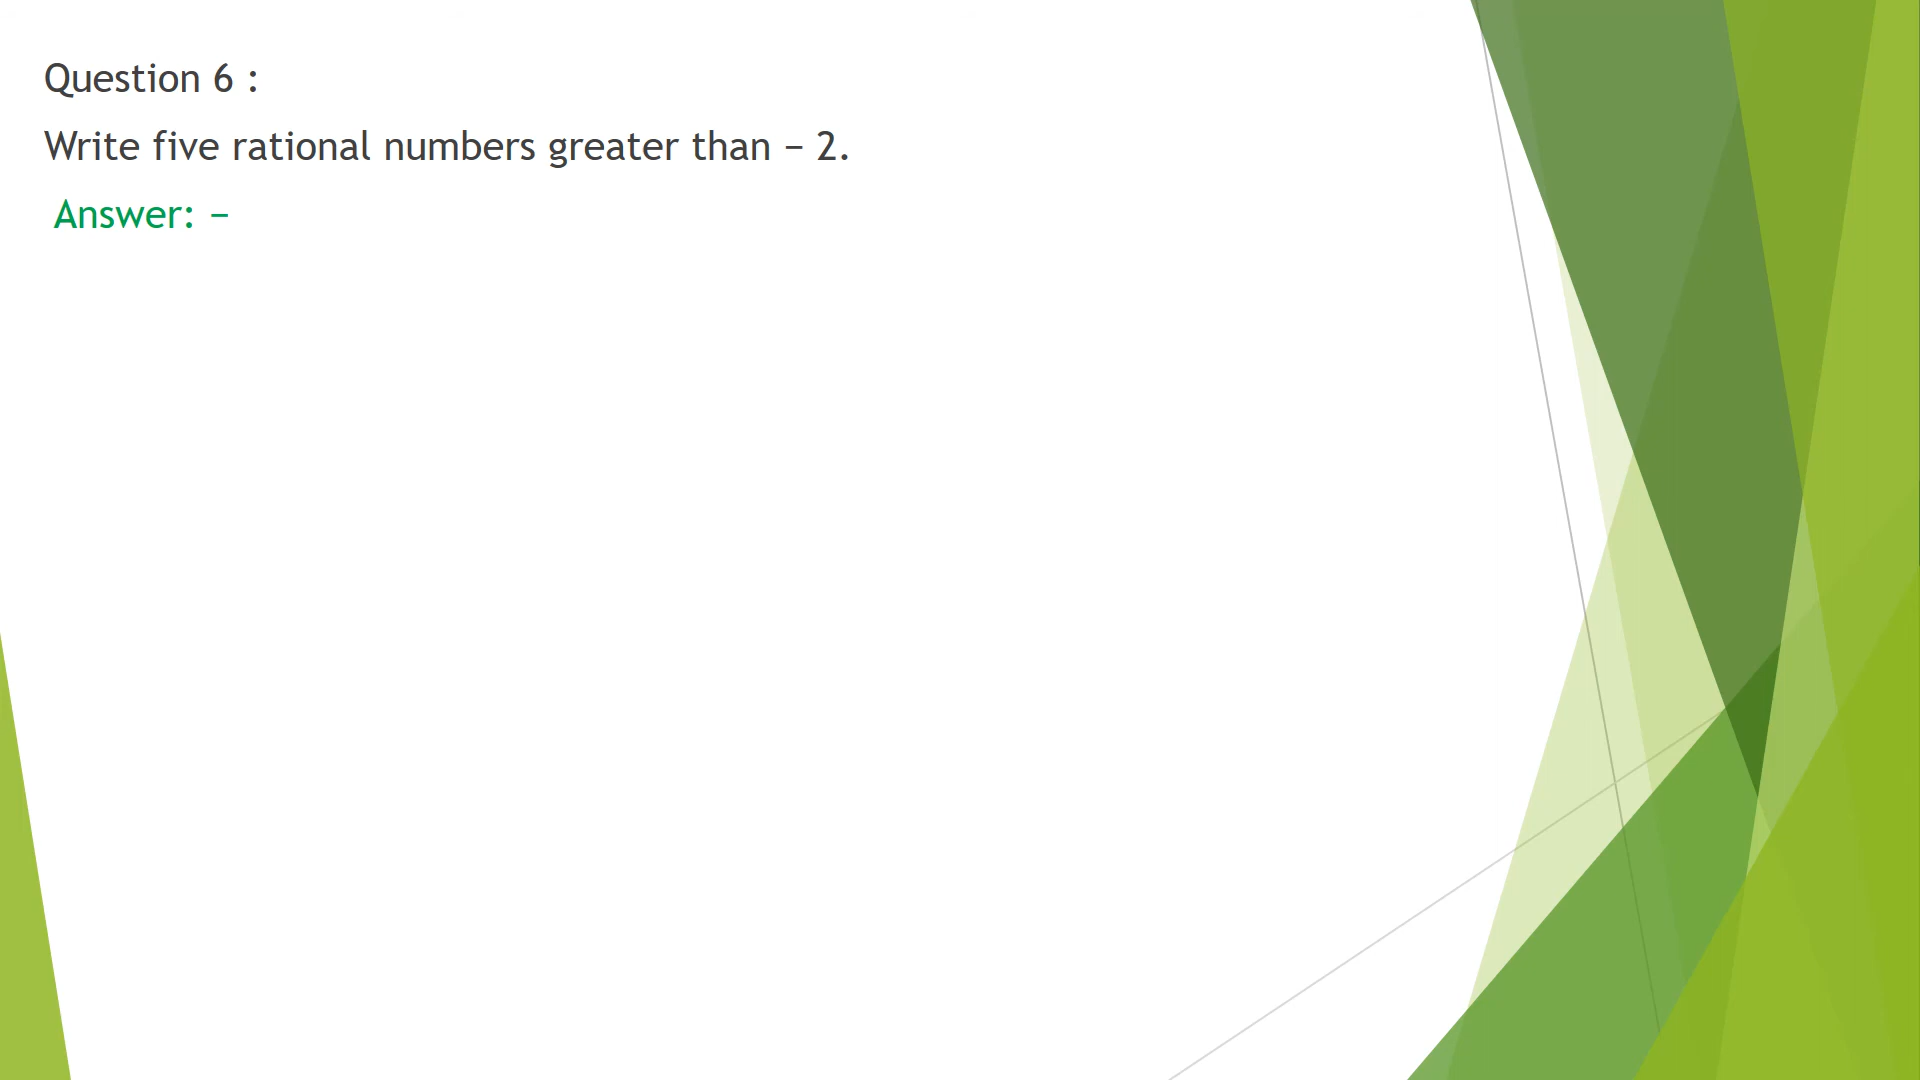 Question 6 :
Write five rational numbers greater than − 2.
Answer: −